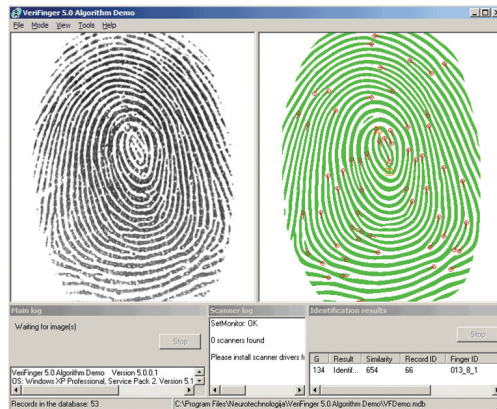 VeriFinger 5.0 Algorithm Demo
File Mode View Tools Help
Main log
Waiting for image(s)
Stop
VeriFinger 5.0 Algorithm Demo Version 5.0.0.1
OS: Windows XP Professional, Service Pack 2. Version 5.1
Scanner log
SetMonitor: OK
0 scanners found
Please install scanner drivers f
Identification results
Stop
G Result Similarity Record ID Finger ID
134 Identif... 654 66 013_8_1
Records in the database: 53 C:\Program Files\Neurotechnologija\VeriFinger 5.0 Algorithm Demo\VFDemo.mdb